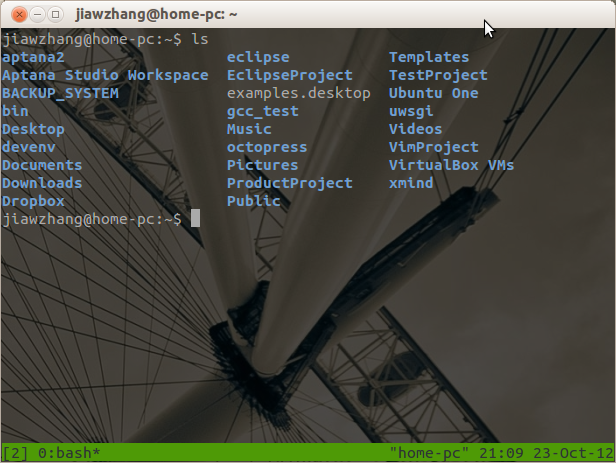 jiawzhang@home-pc: ~
jiawzhang@home-pc:~$ ls
aptana2 eclipse Templates
Aptana Studio Workspace EclipseProject TestProject
BACKUP_SYSTEM examples.desktop Ubuntu One
bin gcc_test uwsgi
Desktop Music Videos
devenv octopress VimProject
Documents Pictures VirtualBox VMs
Downloads ProductProject xmind
Dropbox Public
jiawzhang@home-pc:~$
[2] 0:bash* "home-pc" 21:09 23-Oct-12